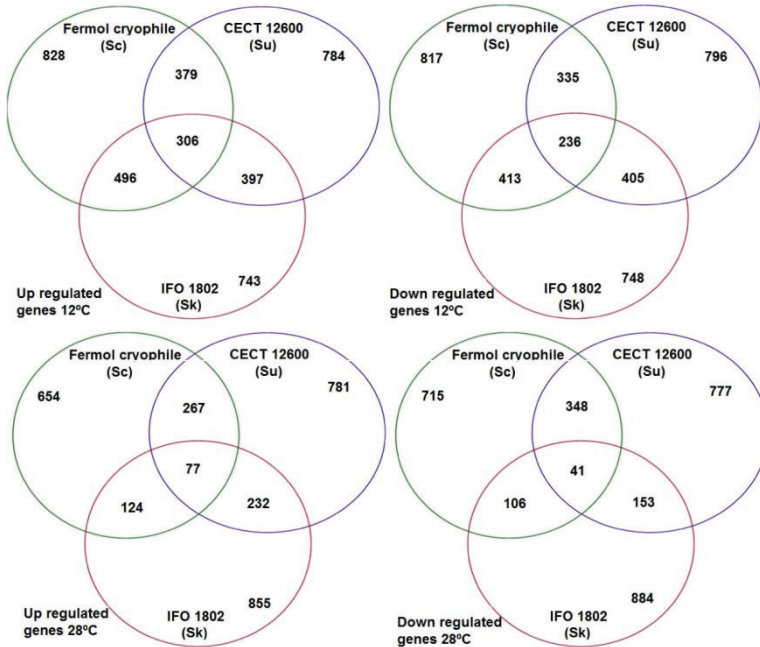 Fermol cryophile
(Sc)
CECT 12600
(Su)
828
379
784
306
496
397
IFO 1802
(Sk)
743
Up regulated
genes 12ºC
Fermol cryophile
(Sc)
CECT 12600
(Su)
817
335
796
236
413
405
IFO 1802
(Sk)
748
Down regulated
genes 12ºC
Fermol cryophile
(Sc)
CECT 12600
(Su)
654
267
781
77
124
232
IFO 1802
(Sk)
855
Up regulated
genes 28ºC
Fermol cryophile
(Sc)
CECT 12600
(Su)
715
348
777
41
106
153
IFO 1802
(Sk)
884
Down regulated
genes 28ºC